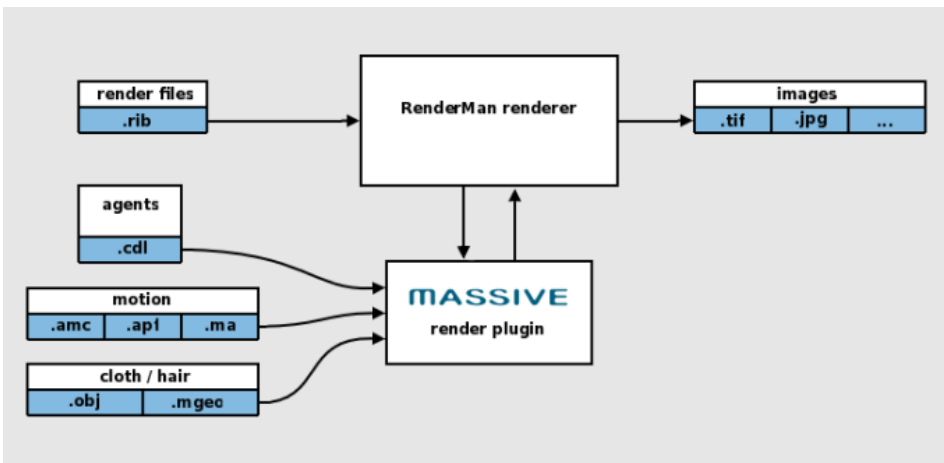 render files
.rib
RenderMan renderer
images
.tif .jpg ...
agents
.cdl
motion
.amc .apf .ma
cloth / hair
.obj .mgeo
MASSIVE
render plugin